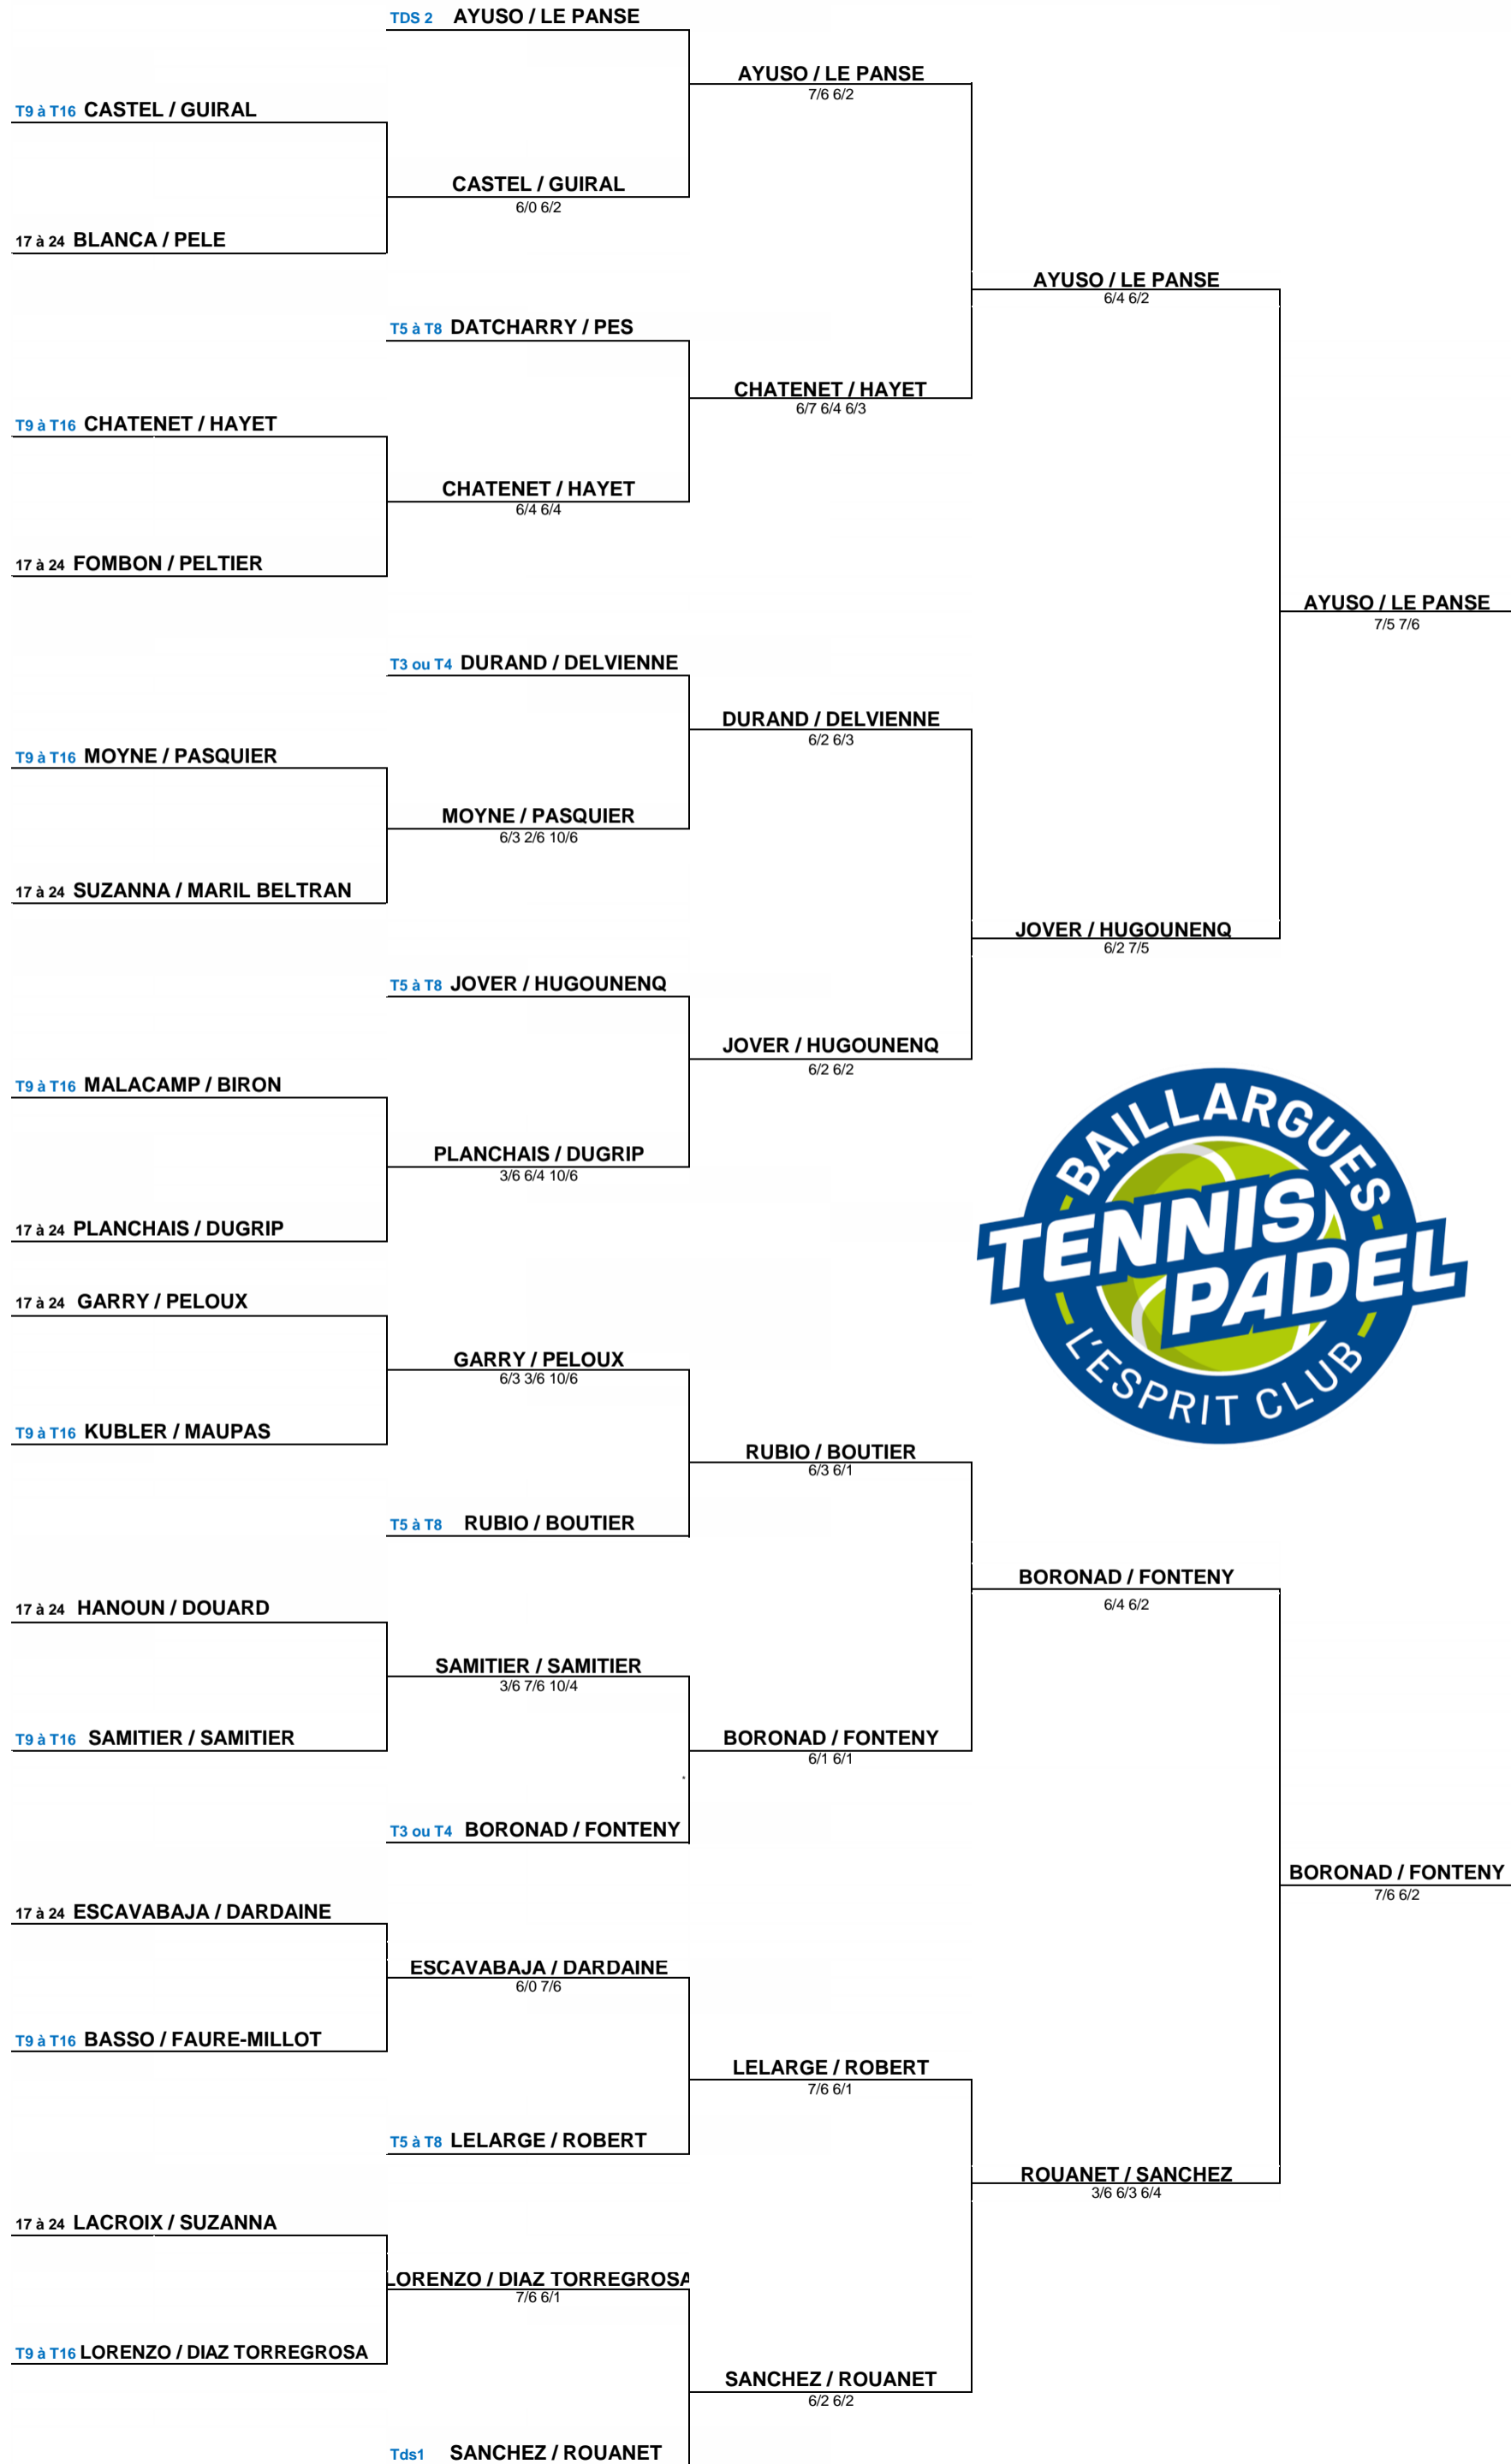 TDS 2 AYUSO / LE PANSE
AYUSO / LE PANSE
7/6 6/2
T9 à T16 CASTEL / GUIRAL
CASTEL / GUIRAL
6/0 6/2
17 à 24 BLANCA / PELE
AYUSO / LE PANSE
6/4 6/2
T5 à T8 DATCHARRY / PES
CHATENET / HAYET
6/7 6/4 6/3
T9 à T16 CHATENET / HAYET
CHATENET / HAYET
6/4 6/4
17 à 24 FOMBON / PELTIER
AYUSO / LE PANSE
7/5 7/6
T3 ou T4 DURAND / DELVIENNE
DURAND / DELVIENNE
6/2 6/3
T9 à T16 MOYNE / PASQUIER
MOYNE / PASQUIER
6/3 2/6 10/6
17 à 24 SUZANNA / MARIL BELTRAN
JOVER / HUGOUNENQ
6/2 7/5
T5 à T8 JOVER / HUGOUNENQ
JOVER / HUGOUNENQ
6/2 6/2
T9 à T16 MALACAMP / BIRON
PLANCHAIS / DUGRIP
3/6 6/4 10/6
17 à 24 PLANCHAIS / DUGRIP
BAILLARGUES
TENNIS
PADEL
L'ESPRIT CLUB
17 à 24 GARRY / PELOUX
GARRY / PELOUX
6/3 3/6 10/6
T9 à T16 KUBLER / MAUPAS
RUBIO / BOUTIER
6/3 6/1
T5 à T8 RUBIO / BOUTIER
BORONAD / FONTENY
6/4 6/2
17 à 24 HANOUN / DOUARD
SAMITIER / SAMITIER
3/6 7/6 10/4
T9 à T16 SAMITIER / SAMITIER
BORONAD / FONTENY
6/1 6/1
T3 ou T4 BORONAD / FONTENY
BORONAD / FONTENY
7/6 6/2
17 à 24 ESCAVABAJA / DARDAINE
ESCAVABAJA / DARDAINE
6/0 7/6
T9 à T16 BASSO / FAURE-MILLOT
LELARGE / ROBERT
7/6 6/1
T5 à T8 LELARGE / ROBERT
ROUANET / SANCHEZ
3/6 6/3 6/4
17 à 24 LACROIX / SUZANNA
LORENZO / DIAZ TORREGROSA
7/6 6/1
T9 à T16 LORENZO / DIAZ TORREGROSA
SANCHEZ / ROUANET
6/2 6/2
Tds1 SANCHEZ / ROUANET